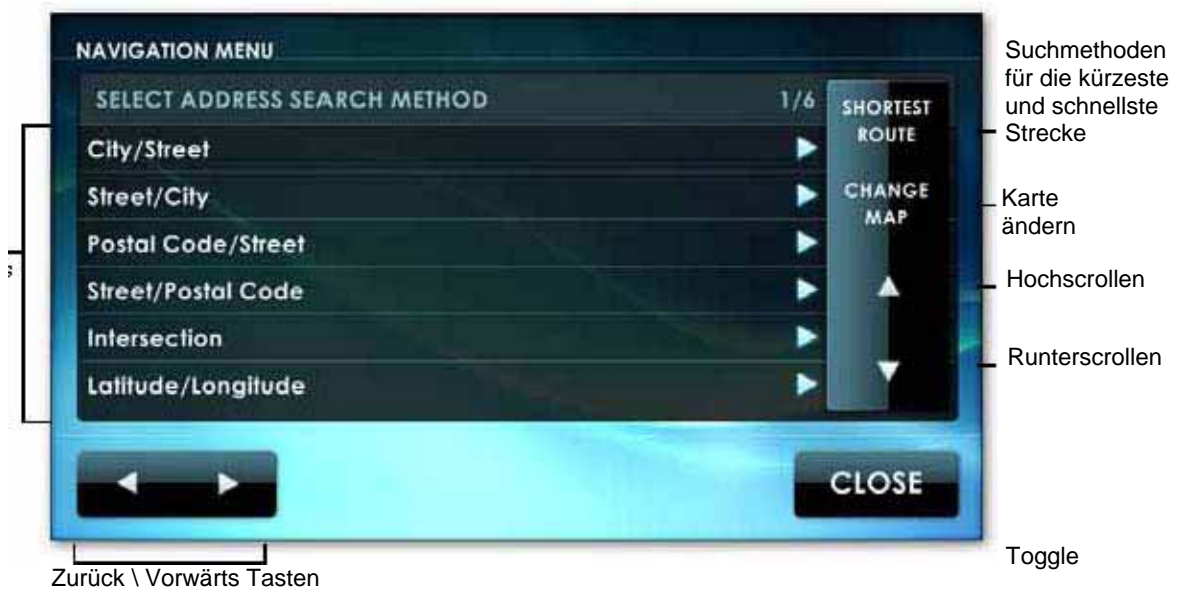 NAVIGATION MENU
SELECT ADDRESS SEARCH METHOD 1/6
City/Street
Street/City
Postal Code/Street
Street/Postal Code
Intersection
Latitude/Longitude
SHORTEST
ROUTE
CHANGE
MAP
CLOSE
Suchmethoden
für die kürzeste
und schnellste
Strecke
Karte
ändern
Hochscrollen
Runterscrollen
Toggle
Zurück \ Vorwärts Tasten